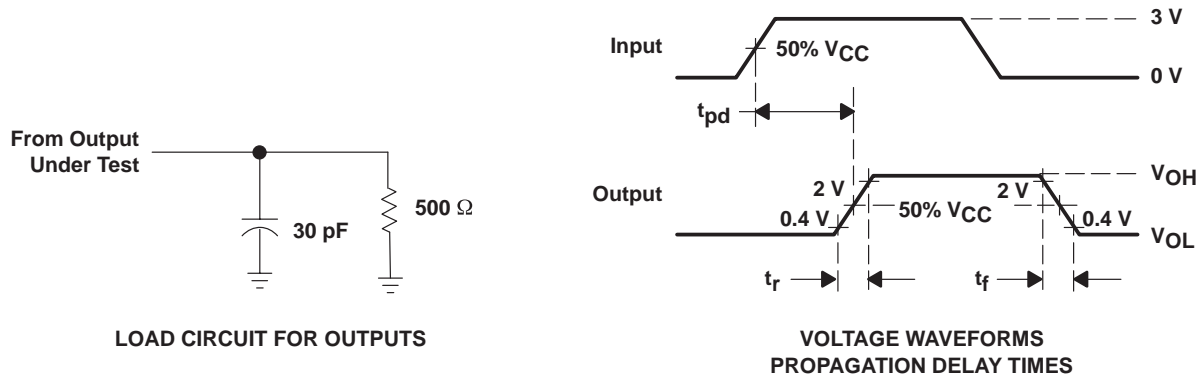 From Output
Under Test
30 pF
500 Ω
LOAD CIRCUIT FOR OUTPUTS
Input
50% VCC
3 V
0 V
tpd
Output
2 V
0.4 V
50% VCC
2 V
0.4 V
VOH
VOL
tr
tf
VOLTAGE WAVEFORMS
PROPAGATION DELAY TIMES